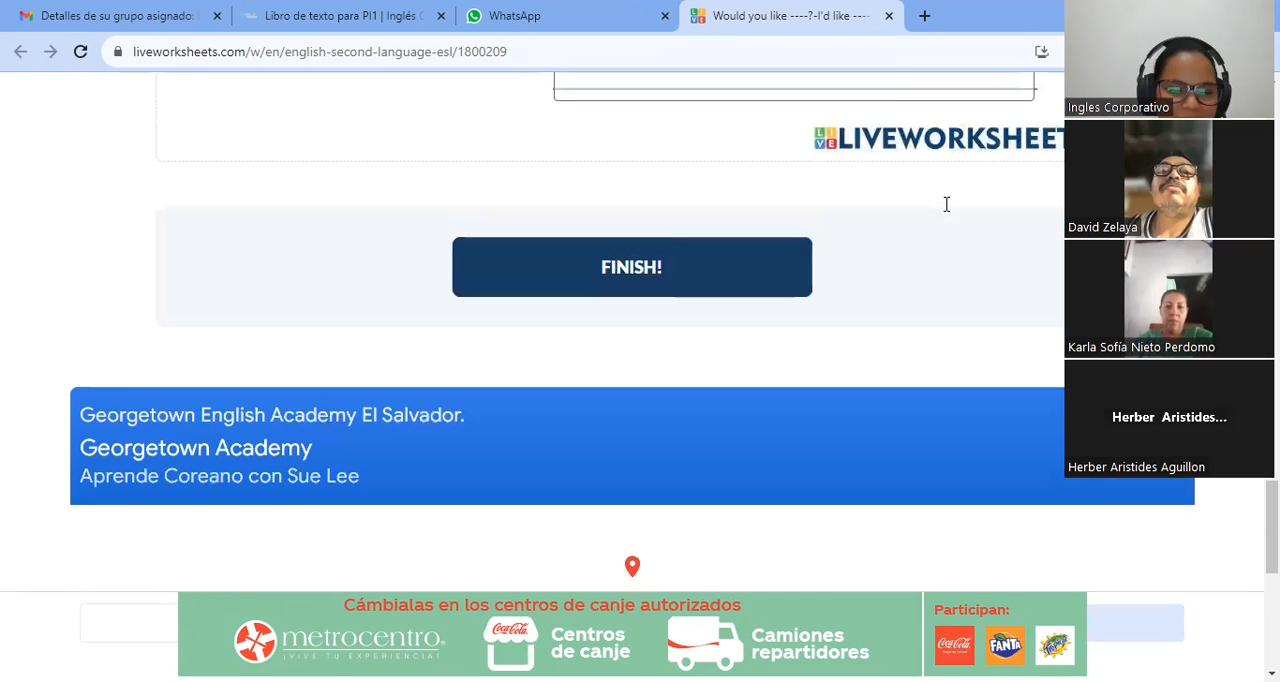 Detalles de su grupo asignado:
Libro de texto para PI1 | Inglés C
WhatsApp
Would you like ----?-I'd like ----
liveworksheets.com/w/en/english-second-language-esl/1800209
Ingles Corporativo
LIVEWORKSHEET
David Zelaya
FINISH!
Karla Sofía Nieto Perdomo
Georgetown English Academy El Salvador.
Georgetown Academy
Aprende Coreano con Sue Lee
Herber Aristides...
Herber Aristides Aguillon
Cámbialas en los centros de canje autorizados
metrocentro
¡VIVE TU EXPERIENCIA!
Coca-Cola
Centros
de canje
Camiones
repartidores
Participan:
Coca-Cola
FANTA